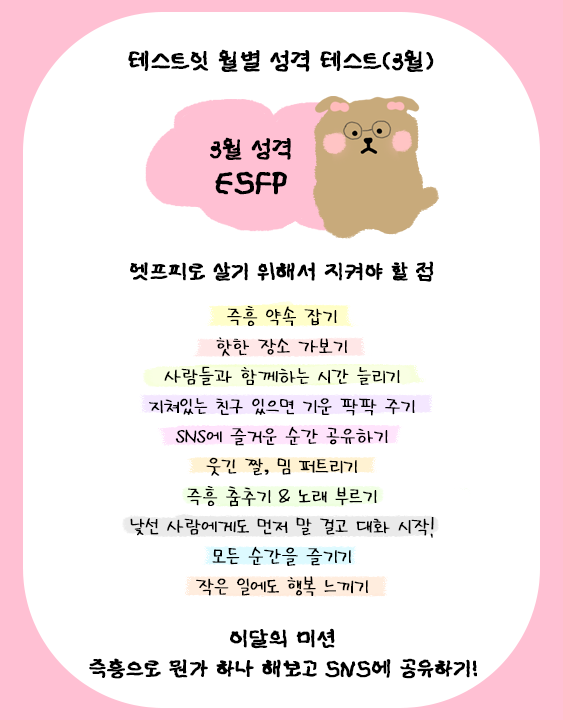 테스트잇 월별 성격 테스트(3월)
3월 성격
ESFP
엣프피로 살기 위해서 지켜야 할 점
즉흥 약속 잡기
핫한 장소 가보기
사람들과 함께하는 시간 늘리기
지쳐있는 친구 있으면 기운 팍팍 주기
SNS에 즐거운 순간 공유하기
웃긴 짤, 밈 퍼트리기
즉흥 춤추기 & 노래 부르기
낯선 사람에게도 먼저 말 걸고 대화 시작!
모든 순간을 즐기기
작은 일에도 행복 느끼기
이달의 미션
즉흥으로 뭔가 하나 해보고 SNS에 공유하기!